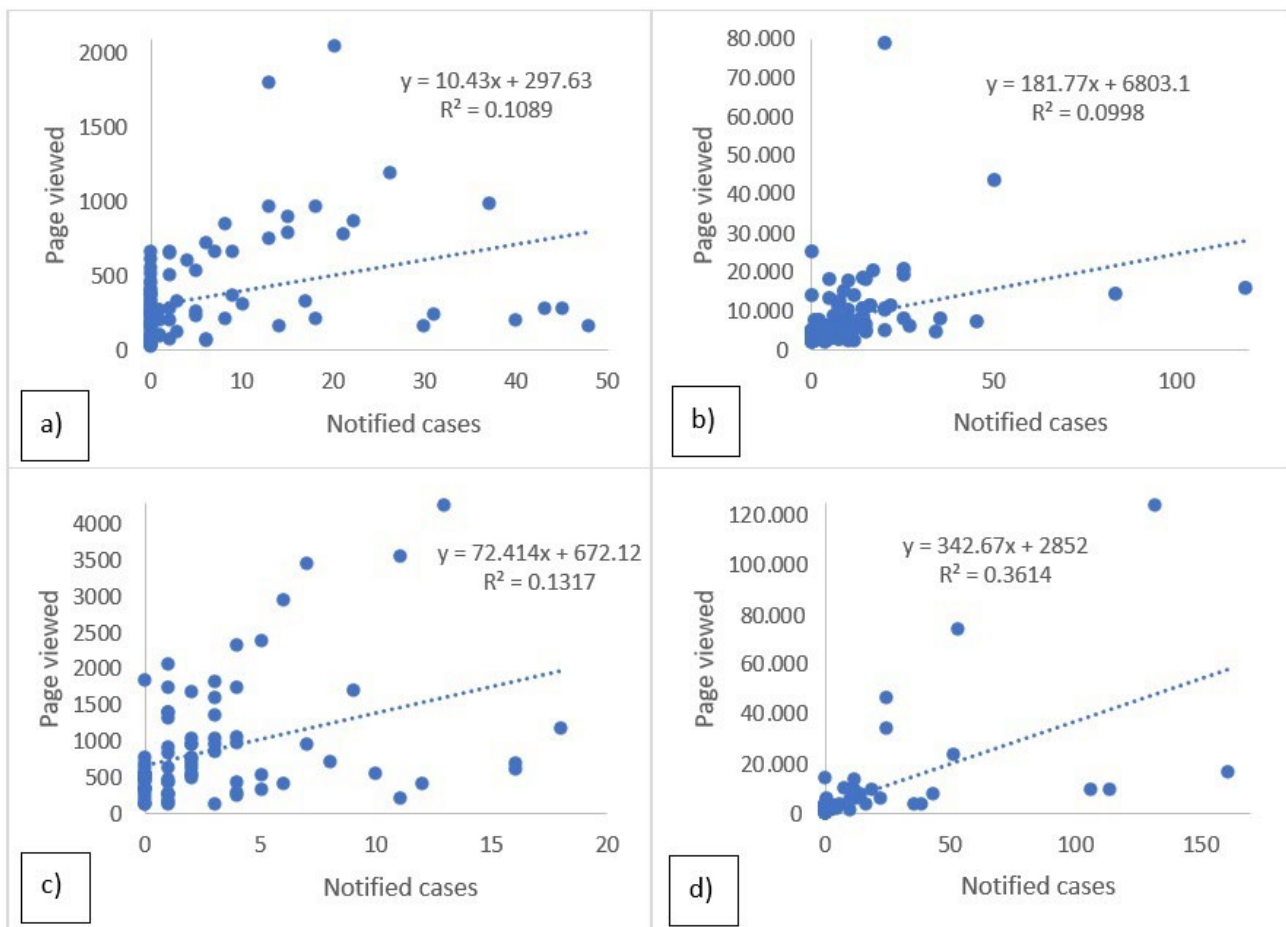 2000
1500
1000
500
0
Page viewed
y = 10.43x + 297.63
R² = 0.1089
0 10 20 30 40 50
Notified cases
a)
80.000
70.000
60.000
50.000
40.000
30.000
20.000
10.000
0
Page viewed
y = 181.77x + 6803.1
R² = 0.0998
0 50 100
Notified cases
b)
4000
3500
3000
2500
2000
1500
1000
500
0
Page viewed
y = 72.414x + 672.12
R² = 0.1317
0 5 10 15 20
Notified cases
c)
120.000
100.000
80.000
60.000
40.000
20.000
0
Page viewed
y = 342.67x + 2852
R² = 0.3614
0 50 100 150
Notified cases
d)